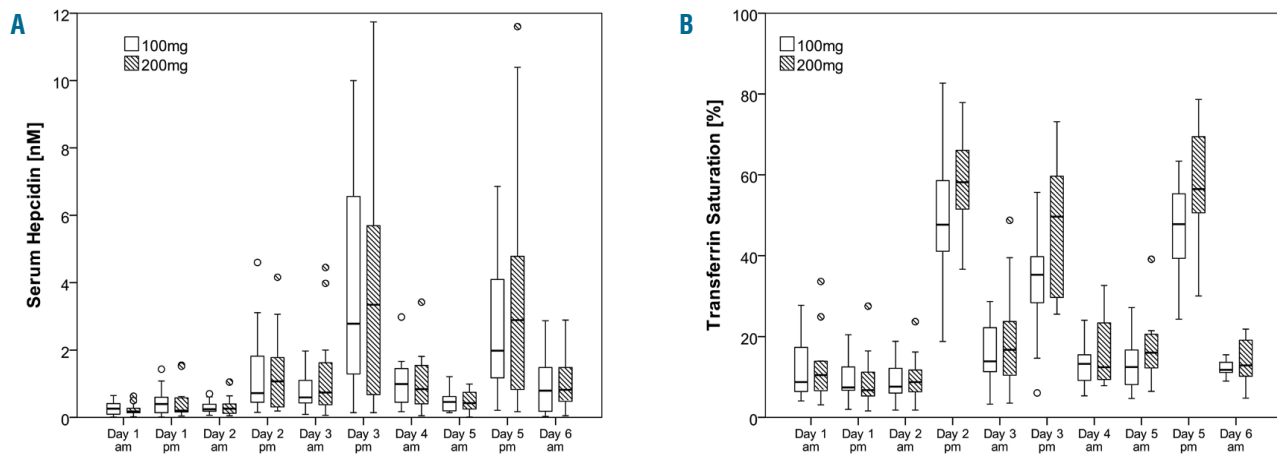 A
Serum Hepcidin [nM]
12
10
8
6
4
2
0
100mg
200mg
Day 1 am
Day 1 pm
Day 2 am
Day 2 pm
Day 3 am
Day 3 pm
Day 4 am
Day 5 am
Day 5 pm
Day 6 am
B
Transferrin Saturation [%]
100
80
60
40
20
0
100mg
200mg
Day 1 am
Day 1 pm
Day 2 am
Day 2 pm
Day 3 am
Day 3 pm
Day 4 am
Day 5 am
Day 5 pm
Day 6 am